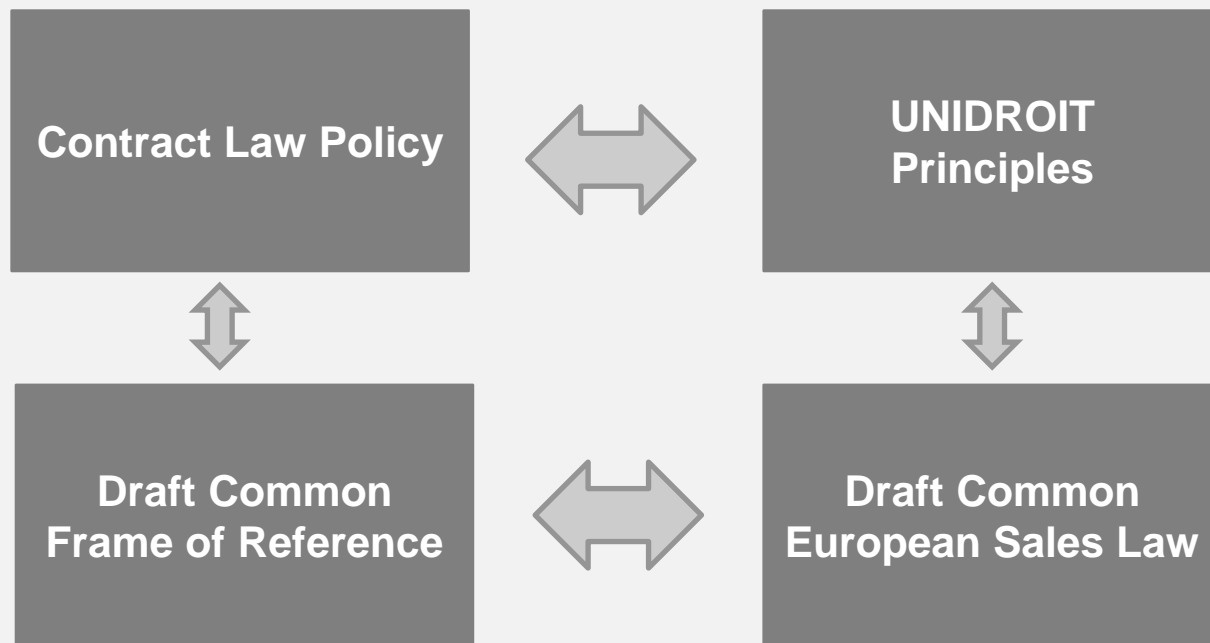 Contract Law Policy
UNIDROIT
Principles
Draft Common
Frame of Reference
Draft Common
European Sales Law